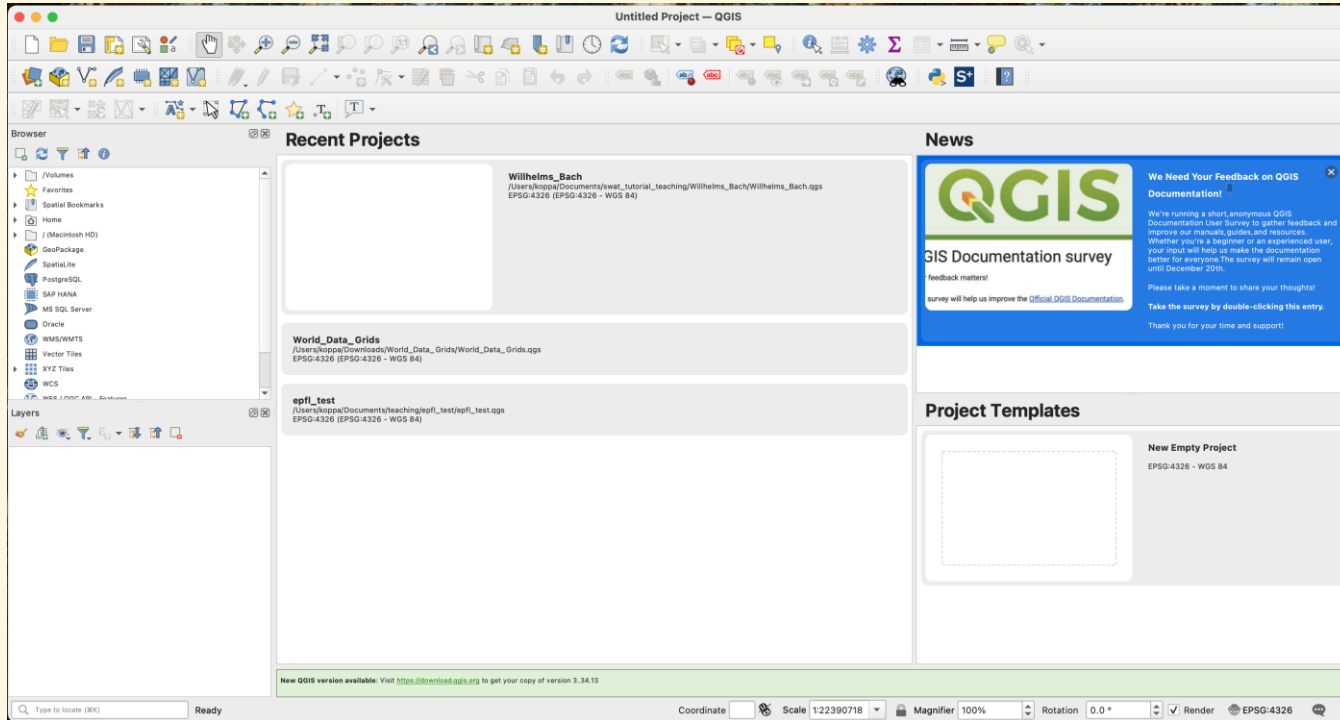 Untitled Project — QGIS
Browser
/Volumes
Favorites
Spatial Bookmarks
Home
/ (Macintosh HD)
GeoPackage
SpatiaLite
PostgreSQL
SAP HANA
MS SQL Server
Oracle
WMS/WMTS
Vector Tiles
XYZ Tiles
WCS
WFS / OGC API - Features
Layers
Recent Projects
Willhelms_Bach
/Users/koppa/Documents/swat_tutorial_teaching/Willhelms_Bach/Willhelms_Bach.qgs
EPSG:4326 (EPSG:4326 - WGS 84)
World_Data_Grids
/Users/koppa/Downloads/World_Data_Grids/World_Data_Grids.qgs
EPSG:4326 (EPSG:4326 - WGS 84)
epfl_test
/Users/koppa/Documents/teaching/epfl_test/epfl_test.qgs
EPSG:4326 (EPSG:4326 - WGS 84)
News
QGIS
GIS Documentation survey
feedback matters!
survey will help us improve the Official QGIS Documentation.
We Need Your Feedback on QGIS
Documentation!
We're running a short,anonymous QGIS
Documentation User Survey to gather feedback and
improve our manuals,guides,and resources.
Whether you're a beginner or an experienced user,
your input will help us make the documentation
better for everyone.The survey will remain open
until December 20th.
Please take a moment to share your thoughts!
Take the survey by double-clicking this entry.
Thank you for your time and support!
Project Templates
New Empty Project
EPSG:4326 - WGS 84
New QGIS version available: Visit https://download.qgis.org to get your copy of version 3.34.13
Type to locate (⌘K)
Ready
Coordinate
Scale 1:22390718
Magnifier 100%
Rotation 0.0 °
Render
EPSG:4326